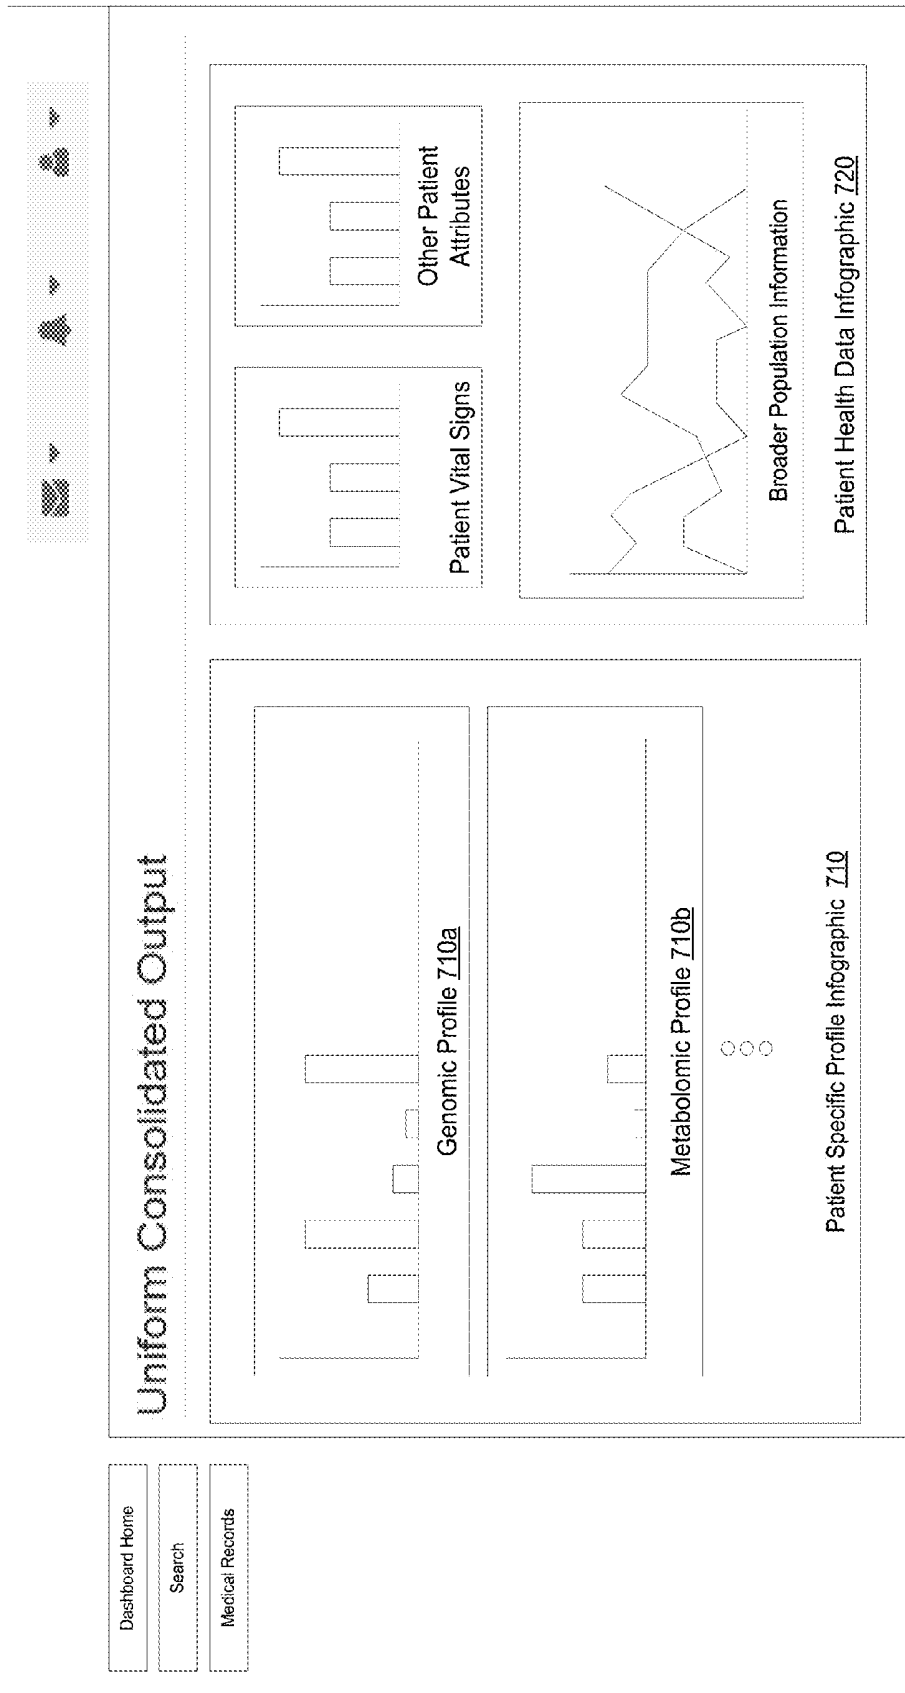 Dashboard Home
Search
Medical Records
Uniform Consolidated Output
Genomic Profile 710a
Metabolomic Profile 710b
Patient Specific Profile Infographic 710
Patient Vital Signs
Other Patient
Attributes
Broader Population Information
Patient Health Data Infographic 720